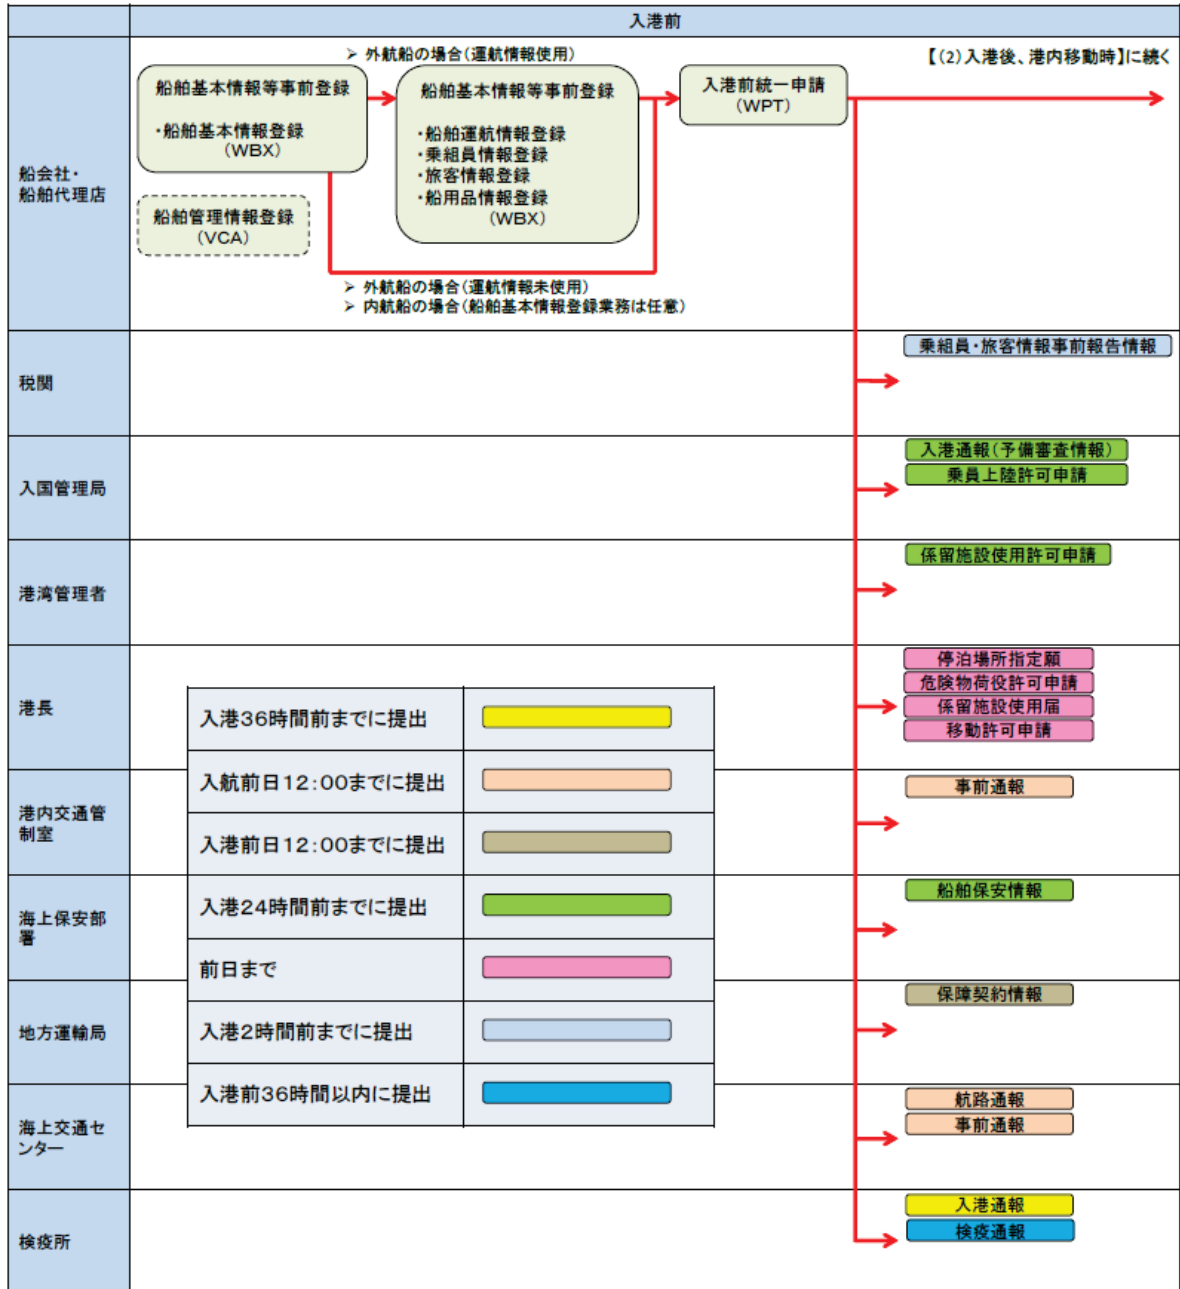 入港前
➢ 外航船の場合(運航情報使用)
【(2)入港後、港内移動時】に続く
船会社・
船舶代理店
船舶基本情報等事前登録
・船舶基本情報登録
(WBX)
船舶管理情報登録
(VCA)
船舶基本情報等事前登録
・船舶運航情報登録
・乗組員情報登録
・旅客情報登録
・船用品情報登録
(WBX)
入港前統一申請
(WPT)
➢ 外航船の場合(運航情報未使用)
➢ 内航船の場合(船舶基本情報登録業務は任意)
税関
乗組員・旅客情報事前報告情報
入国管理局
入港通報(予備審査情報)
乗員上陸許可申請
港湾管理者
係留施設使用許可申請
港長
停泊場所指定願
危険物荷役許可申請
係留施設使用届
移動許可申請
港内交通管
制室
事前通報
海上保安部
署
船舶保安情報
地方運輸局
保障契約情報
海上交通セ
ンター
航路通報
事前通報
検疫所
入港通報
検疫通報
入港36時間前までに提出
入航前日12:00までに提出
入港前日12:00までに提出
入港24時間前までに提出
前日まで
入港2時間前までに提出
入港前36時間以内に提出